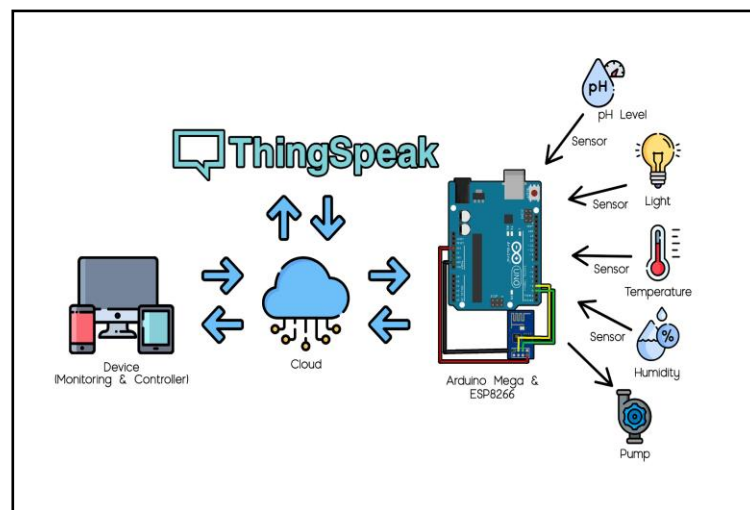 pH
pH Level
Sensor
ThingSpeak
Sensor
Light
UNO
Sensor
Temperature
Sensor
%
Humidity
Device
(Monitoring & Controller)
Cloud
Arduino Mega &
ESP8266
Pump